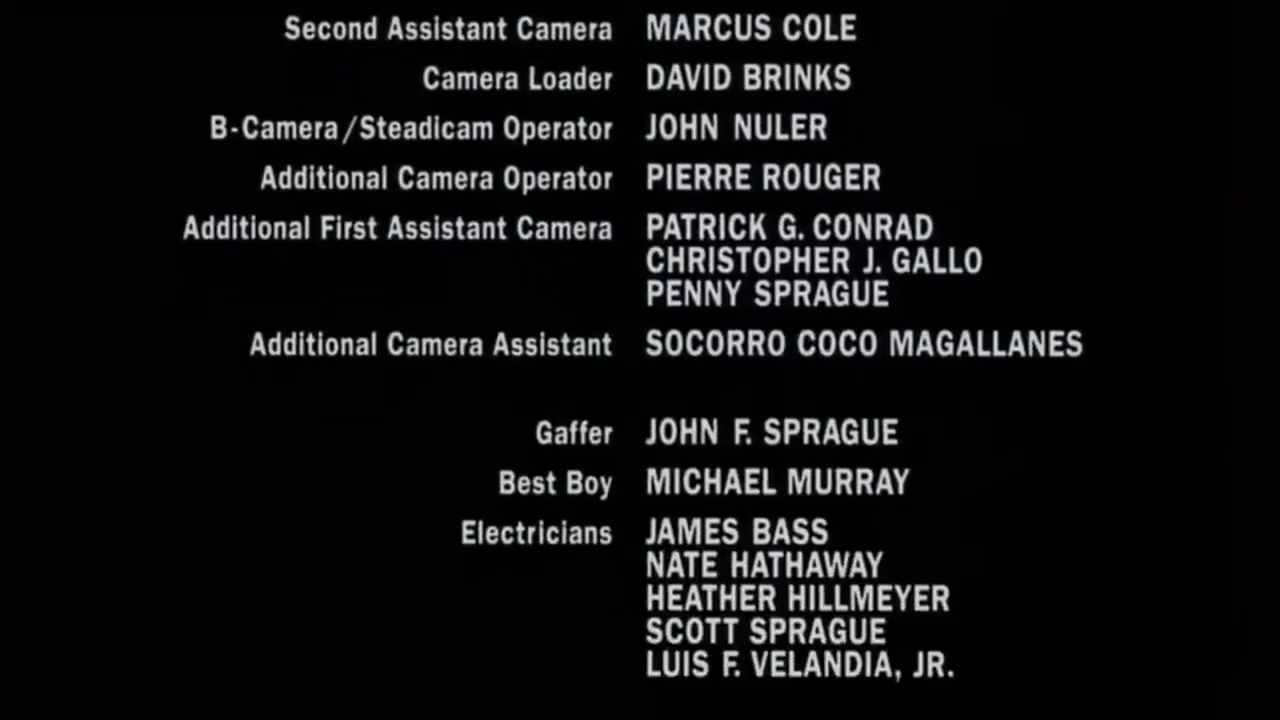 Second Assistant Camera MARCUS COLE
Camera Loader DAVID BRINKS
B-Camera/Steadicam Operator JOHN NULER
Additional Camera Operator PIERRE ROUGER
Additional First Assistant Camera PATRICK G. CONRAD
CHRISTOPHER J. GALLO
PENNY SPRAGUE
Additional Camera Assistant SOCORRO COCO MAGALLANES
Gaffer JOHN F. SPRAGUE
Best Boy MICHAEL MURRAY
Electricians JAMES BASS
NATE HATHAWAY
HEATHER HILLMEYER
SCOTT SPRAGUE
LUIS F. VELANDIA, JR.